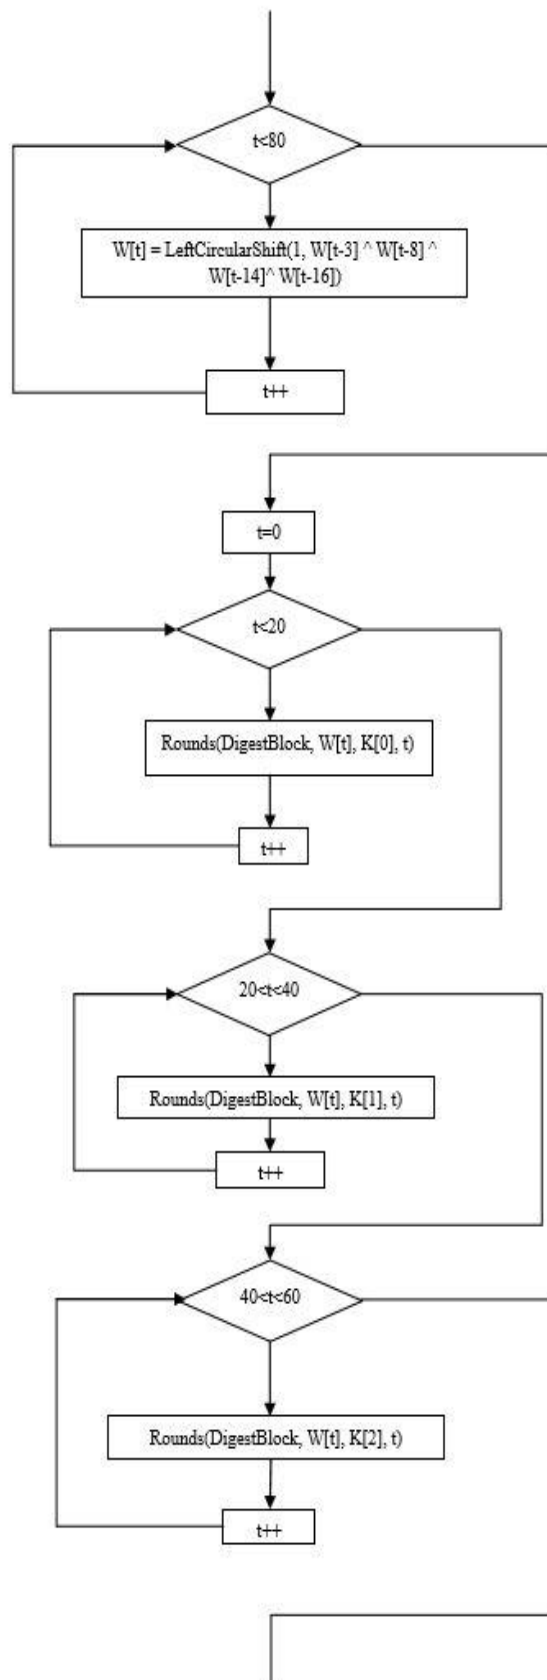 t<80
W[t] = LeftCircularShift(1, W[t-3] ^ W[t-8] ^
W[t-14]^ W[t-16])
t++
t=0
t<20
Rounds(DigestBlock, W[t], K[0], t)
t++
20<t<40
Rounds(DigestBlock, W[t], K[1], t)
t++
40<t<60
Rounds(DigestBlock, W[t], K[2], t)
t++